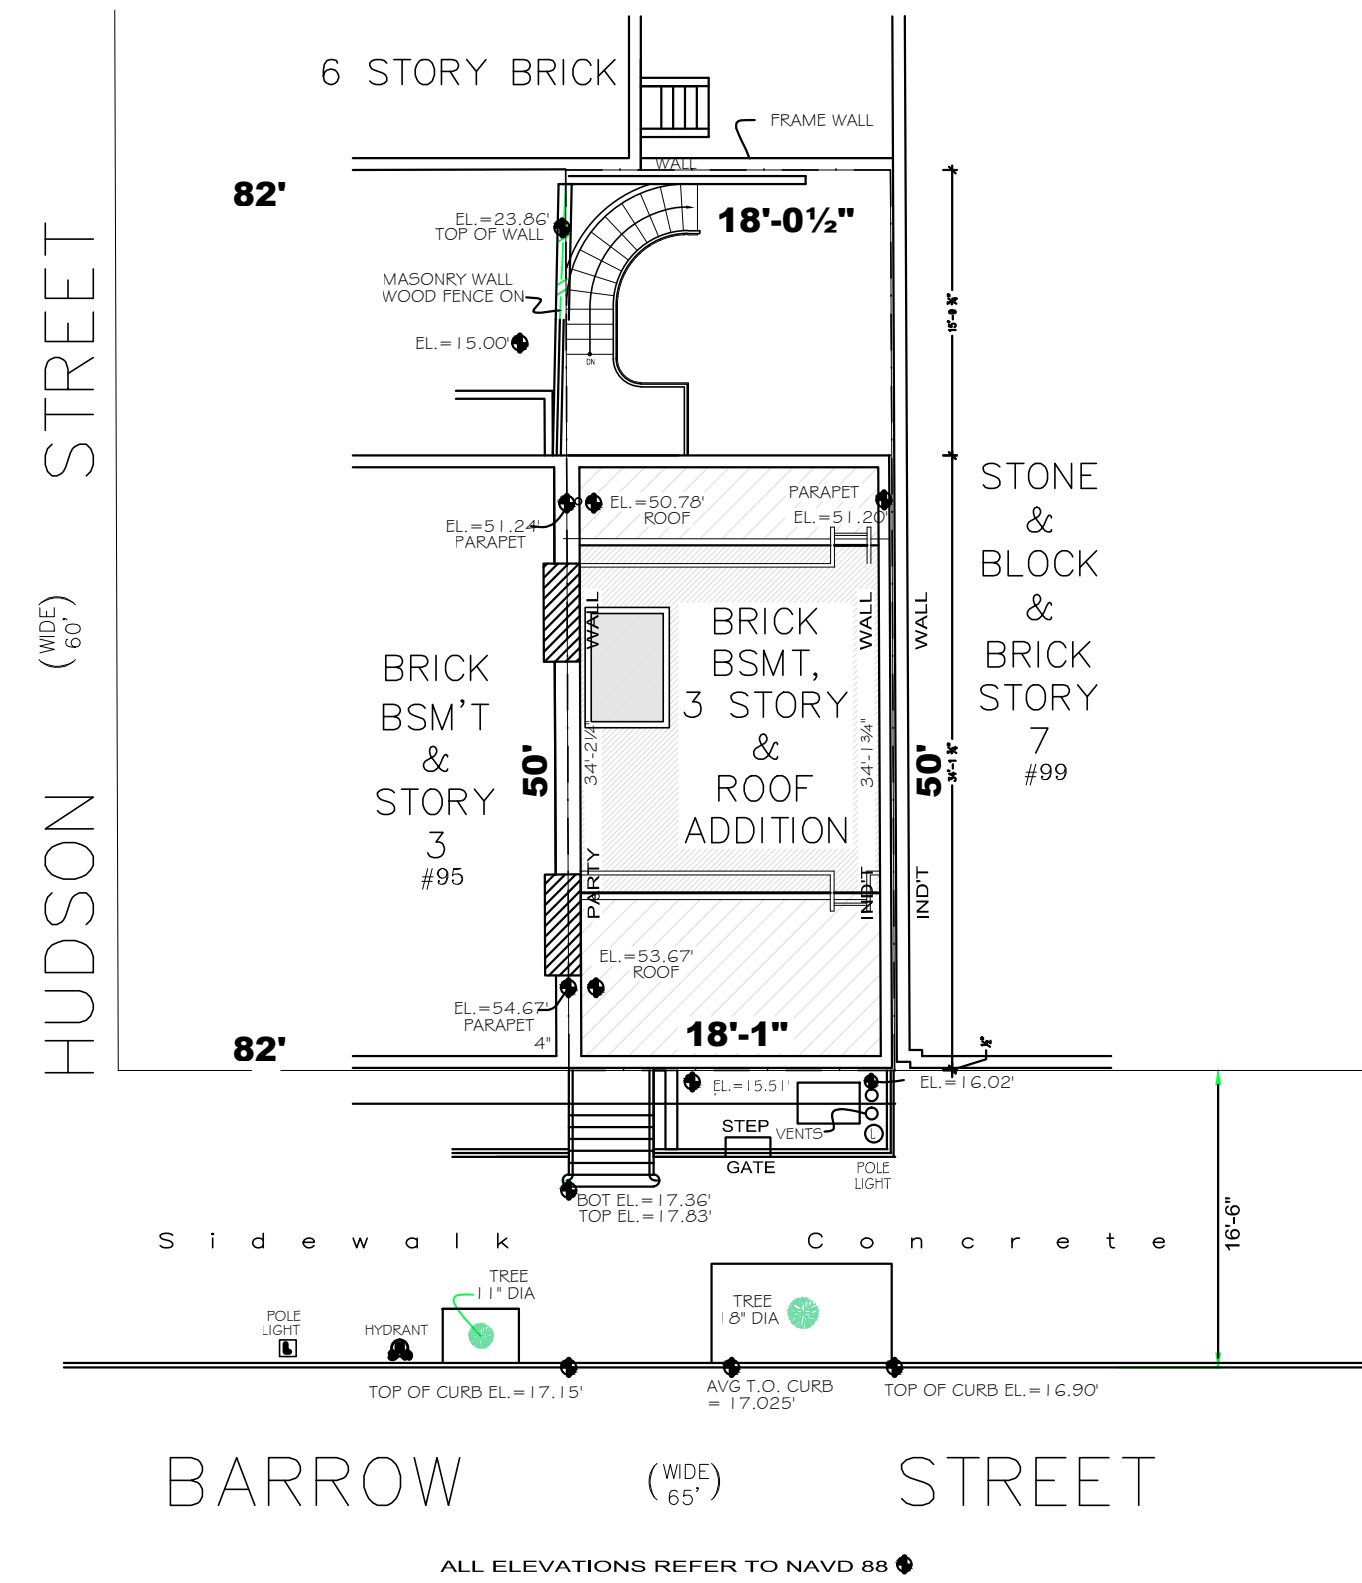 6 STORY BRICK
FRAME WALL
WALL
82'
18'-0½"
EL.=23.86'
TOP OF WALL
MASONRY WALL
WOOD FENCE ON
EL.=15.00'
DN
HUDSON STREET
(WIDE)
60'
EL.=50.78'
ROOF
EL.=51.24'
PARAPET
PARAPET
EL.=51.20'
STONE
&
BLOCK
&
BRICK
STORY
7
#99
BRICK
BSM'T
&
STORY
3
#95
BRICK
BSMT,
3 STORY
&
ROOF
ADDITION
PARTY WALL
34'-2¼"
IND'T WALL
34'-1¾"
IND'T WALL
50'
50'
EL.=53.67'
ROOF
EL.=54.67'
PARAPET
4"
82'
18'-1"
EL.=15.51'
EL.=16.02'
STEP
VENTS
L
GATE
POLE
LIGHT
BOT EL.=17.36'
TOP EL.=17.83'
16'-6"
Sidewalk Concrete
TREE
11" DIA
TREE
18" DIA
POLE
LIGHT
L
HYDRANT
TOP OF CURB EL.=17.15'
AVG T.O. CURB
= 17.025'
TOP OF CURB EL.=16.90'
BARROW (WIDE) STREET
65'
ALL ELEVATIONS REFER TO NAVD 88